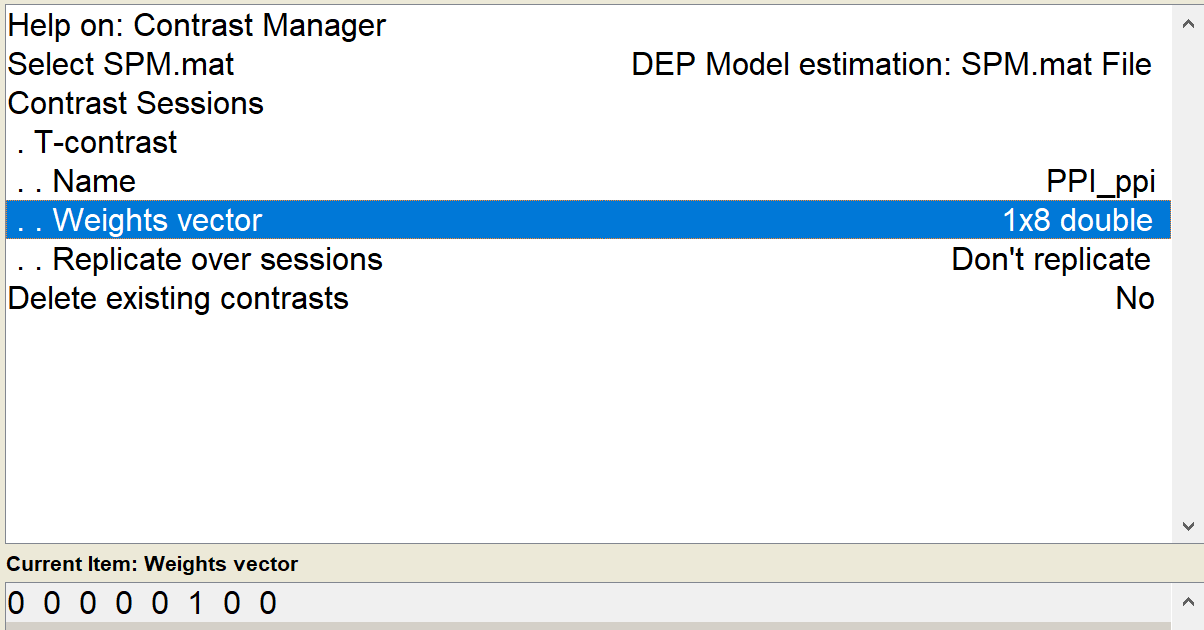 Help on: Contrast Manager
Select SPM.mat DEP Model estimation: SPM.mat File
Contrast Sessions
. T-contrast
. . Name PPI_ppi
. . Weights vector 1x8 double
. . Replicate over sessions Don't replicate
Delete existing contrasts No
Current Item: Weights vector
0 0 0 0 0 1 0 0